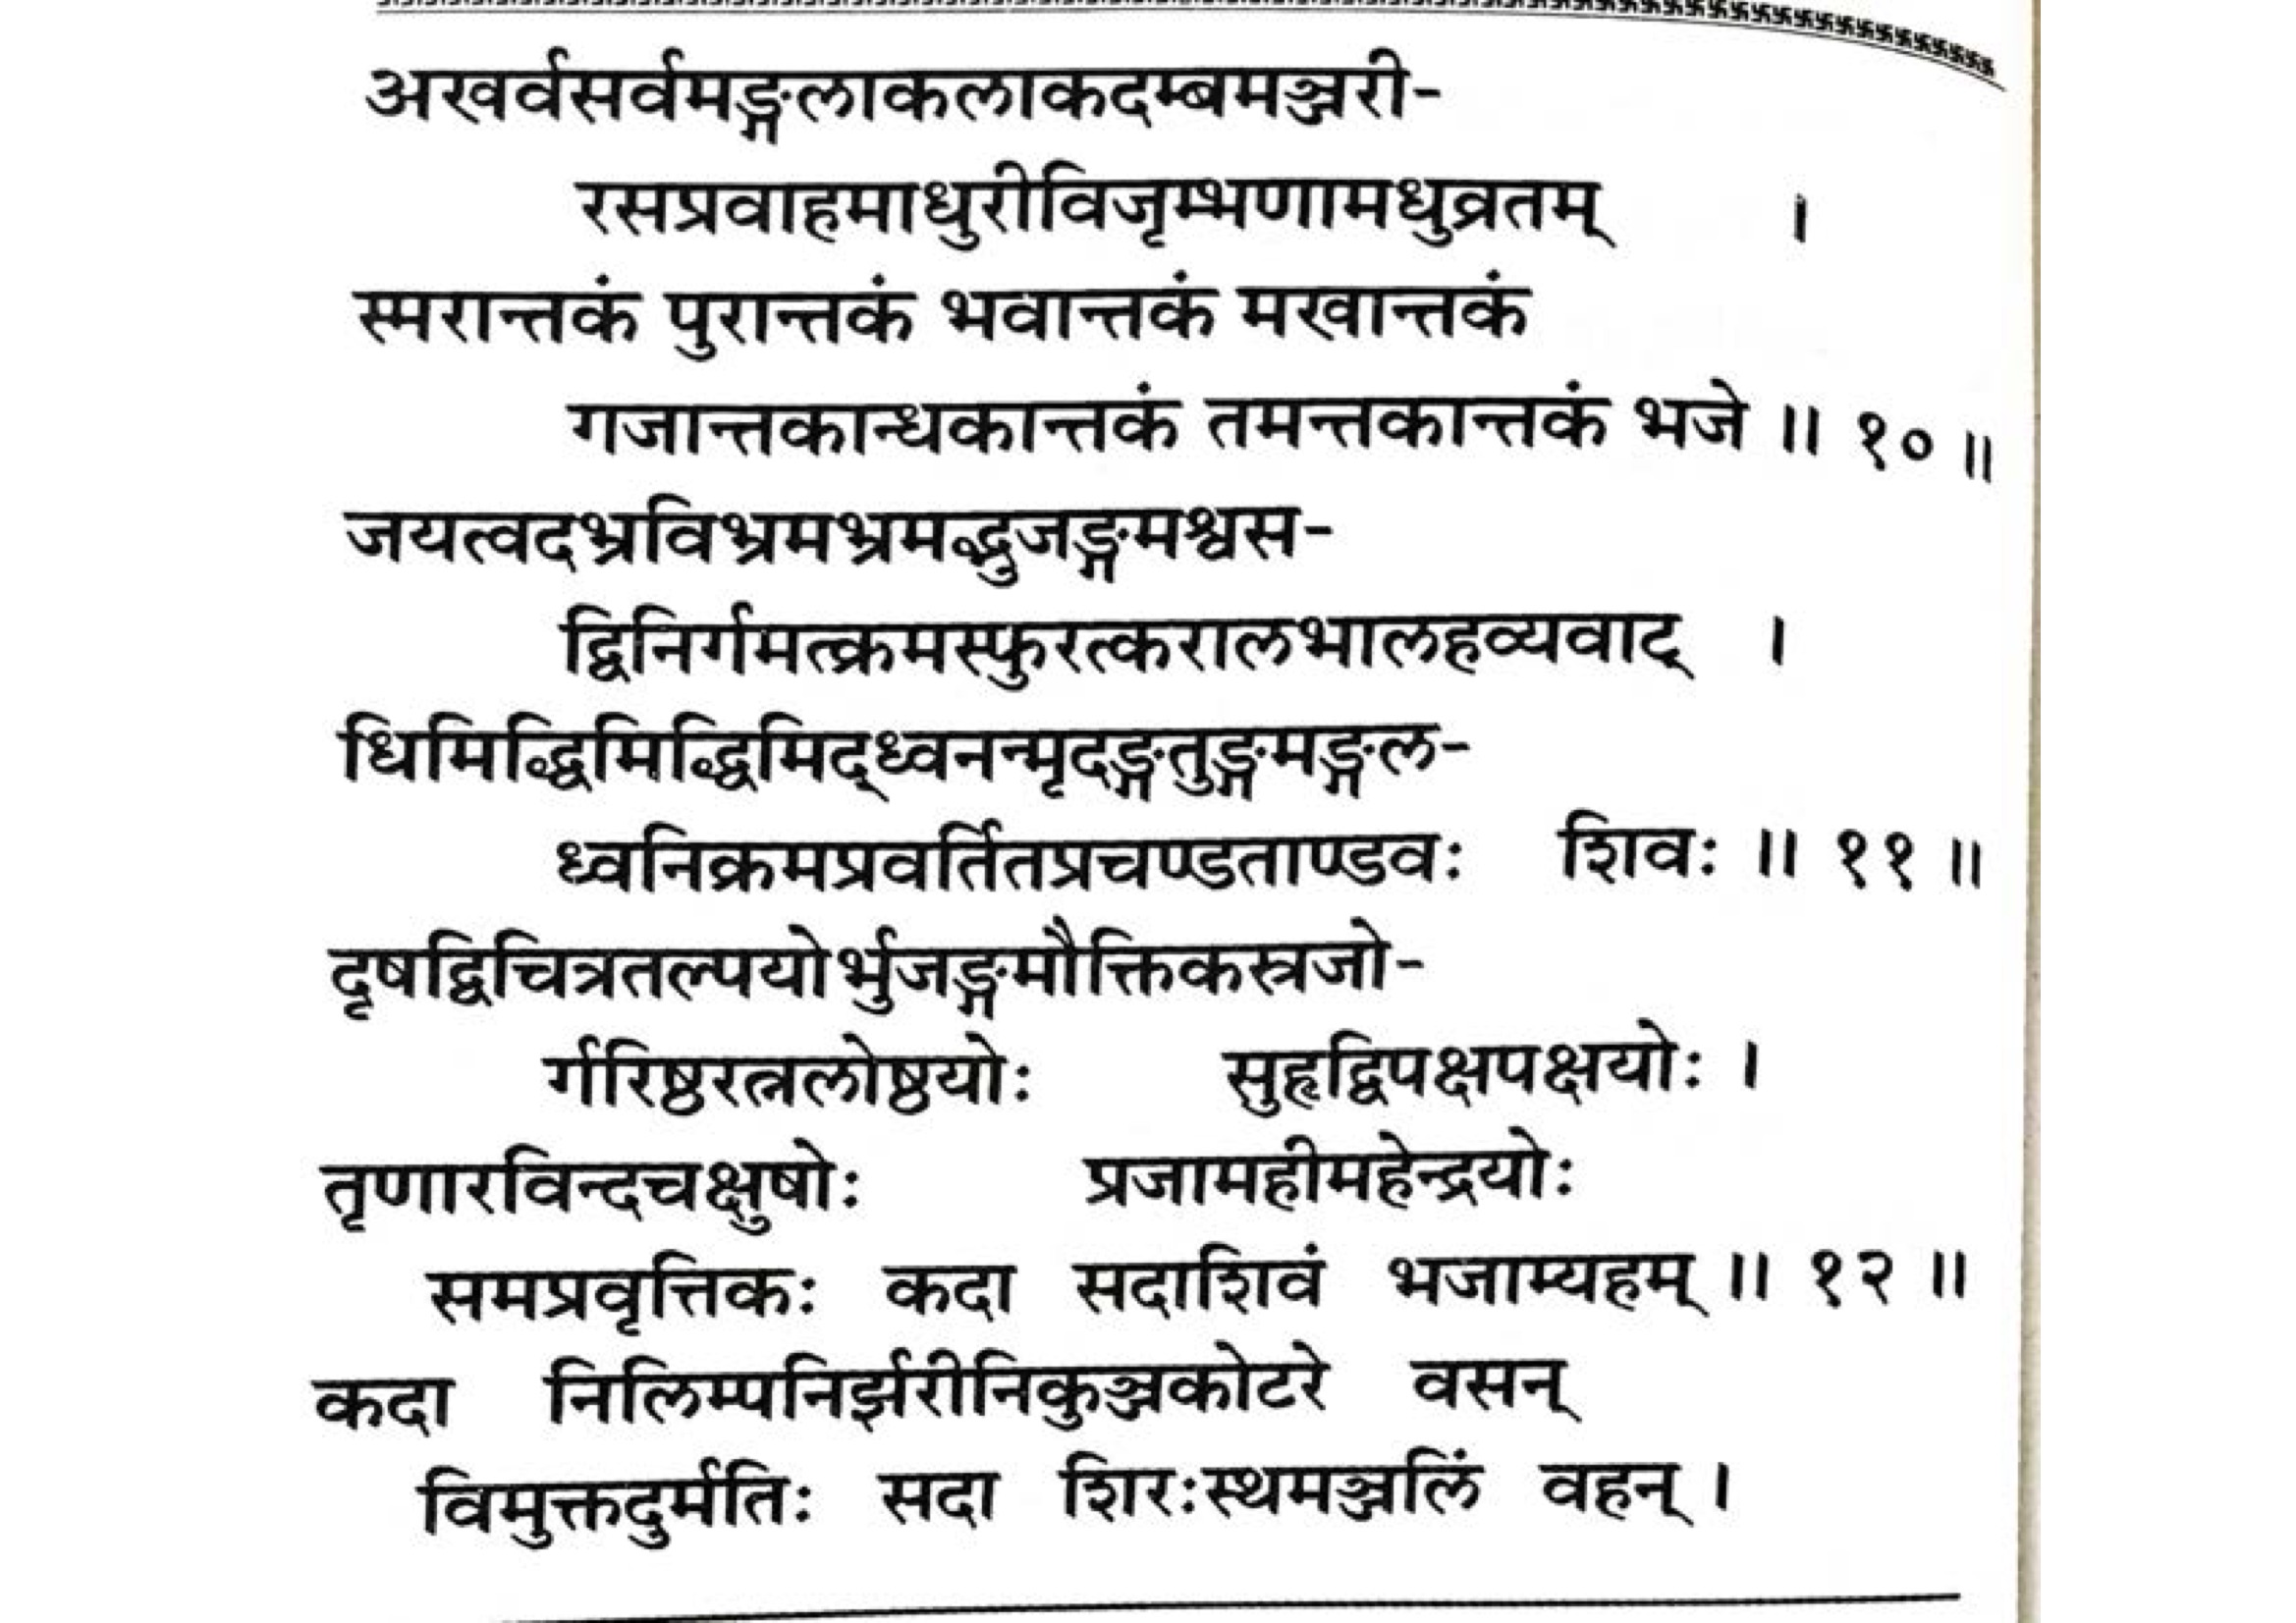 अखर्वसर्वमङ्गलाकलाकदम्बमञ्जरी-
रसप्रवाहमाधुरीविजृम्भणामधुव्रतम् ।
स्मरान्तकं पुरान्तकं भवान्तकं मखान्तकं
गजान्तकान्धकान्तकं तमन्तकान्तकं भजे ॥ १० ॥
जयत्वदभ्रविभ्रमभ्रमद्भुजङ्गमश्वस-
द्विनिर्गमत्क्रमस्फुरत्करालभालहव्यवाट् ।
धिमिद्धिमिद्धिमिद्ध्वनन्मृदङ्गतुङ्गमङ्गल-
ध्वनिक्रमप्रवर्तितप्रचण्डताण्डवः शिवः ॥ ११ ॥
दृषद्विचित्रतल्पयोर्भुजङ्गमौक्तिकस्रजो-
र्गरिष्ठरत्नलोष्ठयोः सुहृद्विपक्षपक्षयोः ।
तृणारविन्दचक्षुषोः प्रजामहीमहेन्द्रयोः
समप्रवृत्तिकः कदा सदाशिवं भजाम्यहम् ॥ १२ ॥
कदा निलिम्पनिर्झरीनिकुञ्जकोटरे वसन्
विमुक्तदुर्मतिः सदा शिरःस्थमञ्जलिं वहन् ।